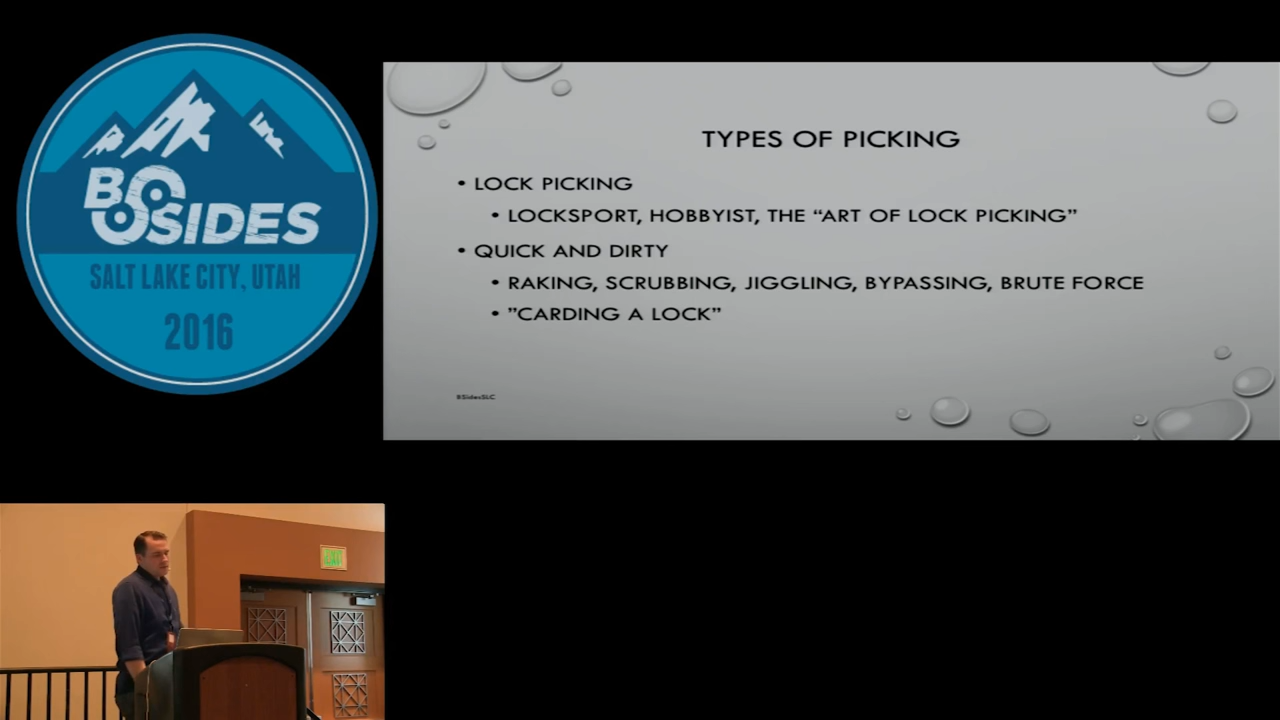 BSIDES
SALT LAKE CITY, UTAH
2016
TYPES OF PICKING
• LOCK PICKING
• LOCKSPORT, HOBBYIST, THE “ART OF LOCK PICKING”
• QUICK AND DIRTY
• RAKING, SCRUBBING, JIGGLING, BYPASSING, BRUTE FORCE
• ”CARDING A LOCK”
BSidesSLC
EXIT